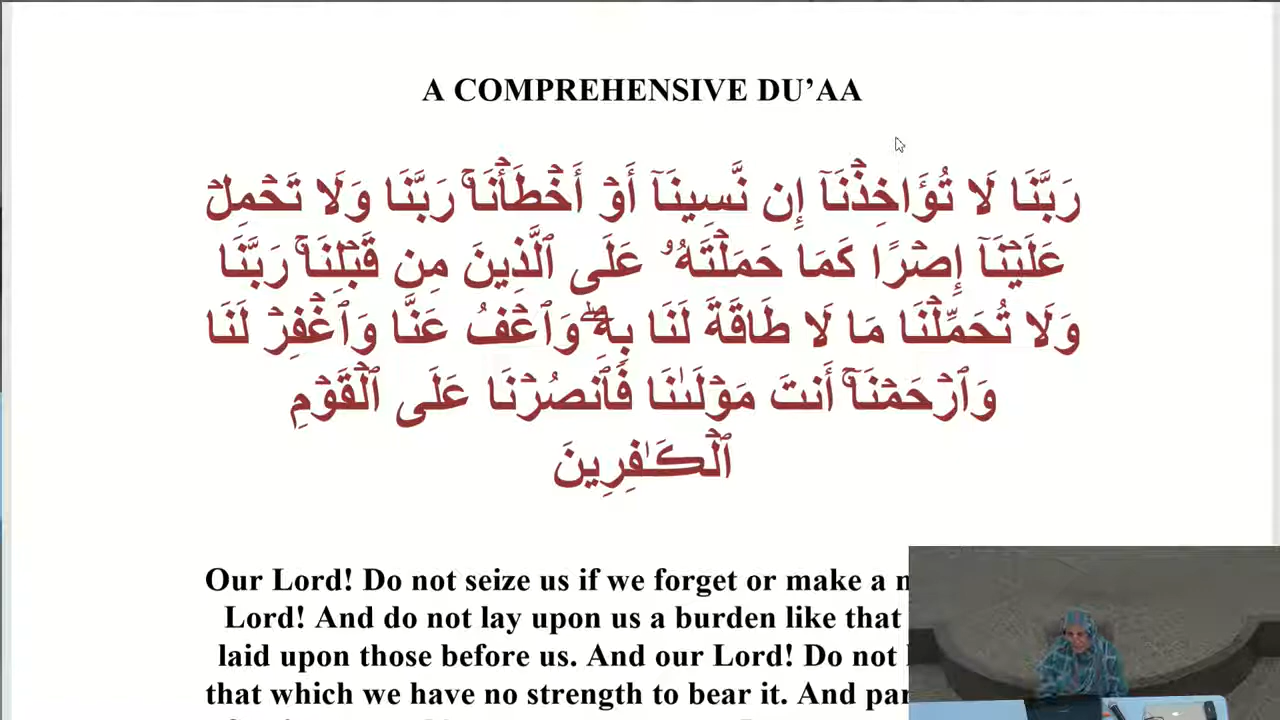 A COMPREHENSIVE DU’AA
رَبَّنَا لَا تُؤَاخِذْنَآ إِن نَّسِينَآ أَوْ أَخْطَأْنَا ۚ رَبَّنَا وَلَا تَحْمِلْ
عَلَيْنَآ إِصْرًا كَمَا حَمَلْتَهُۥ عَلَى ٱلَّذِينَ مِن قَبْلِنَا ۚ رَبَّنَا
وَلَا تُحَمِّلْنَا مَا لَا طَاقَةَ لَنَا بِهِۦ ۖ وَٱعْفُ عَنَّا وَٱغْفِرْ لَنَا
وَٱرْحَمْنَآ ۚ أَنتَ مَوْلَىٰنَا فَٱنصُرْنَا عَلَى ٱلْقَوْمِ
ٱلْكَـٰفِرِينَ
Our Lord! Do not seize us if we forget or make a
Lord! And do not lay upon us a burden like that
laid upon those before us. And our Lord! Do not
that which we have no strength to bear it. And